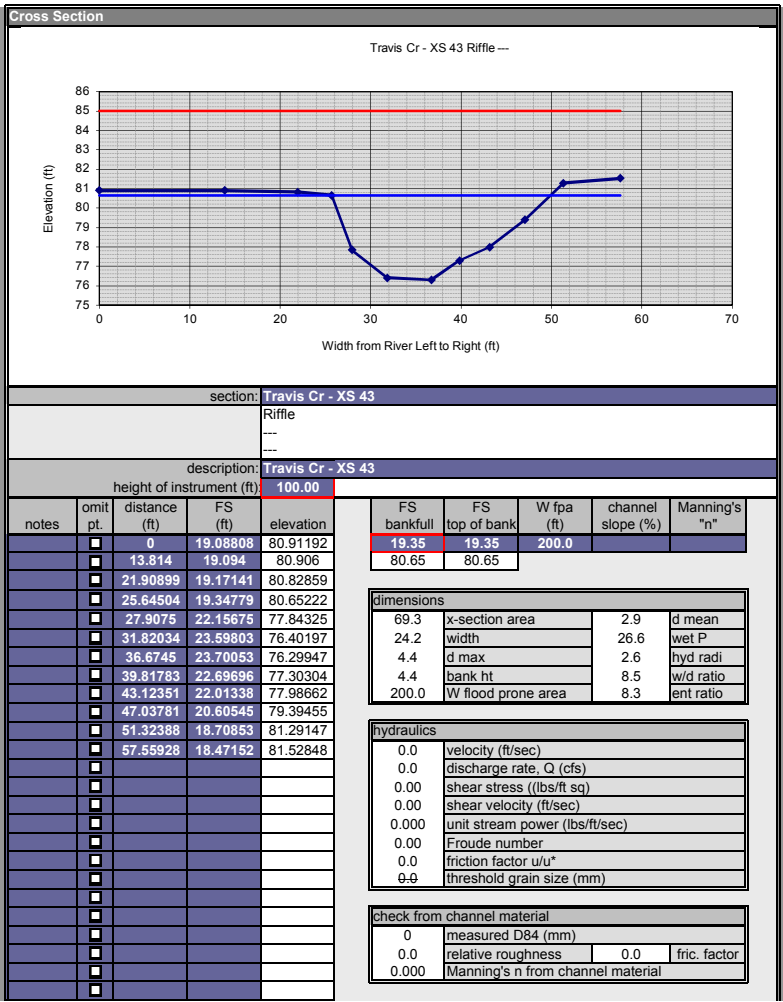 Cross Section
Travis Cr - XS 43 Riffle ---
86
85
84
83
82
81
80
79
78
77
76
75
0 10 20 30 40 50 60 70
Elevation (ft)
Width from River Left to Right (ft)
section: Travis Cr - XS 43
Riffle
---
---
description: Travis Cr - XS 43
height of instrument (ft): 100.00
notes omit pt. distance (ft) FS (ft) elevation
0 19.08808 80.91192
13.814 19.094 80.906
21.90899 19.17141 80.82859
25.64504 19.34779 80.65222
27.9075 22.15675 77.84325
31.82034 23.59803 76.40197
36.6745 23.70053 76.29947
39.81783 22.69696 77.30304
43.12351 22.01338 77.98662
47.03781 20.60545 79.39455
51.32388 18.70853 81.29147
57.55928 18.47152 81.52848
FS bankfull FS top of bank W fpa (ft) channel slope (%) Manning's "n"
19.35 19.35 200.0
80.65 80.65
dimensions
69.3 x-section area 2.9 d mean
24.2 width 26.6 wet P
4.4 d max 2.6 hyd radi
4.4 bank ht 8.5 w/d ratio
200.0 W flood prone area 8.3 ent ratio
hydraulics
0.0 velocity (ft/sec)
0.0 discharge rate, Q (cfs)
0.00 shear stress ((lbs/ft sq)
0.00 shear velocity (ft/sec)
0.000 unit stream power (lbs/ft/sec)
0.00 Froude number
0.0 friction factor u/u*
0.0 threshold grain size (mm)
check from channel material
0 measured D84 (mm)
0.0 relative roughness 0.0 fric. factor
0.000 Manning's n from channel material